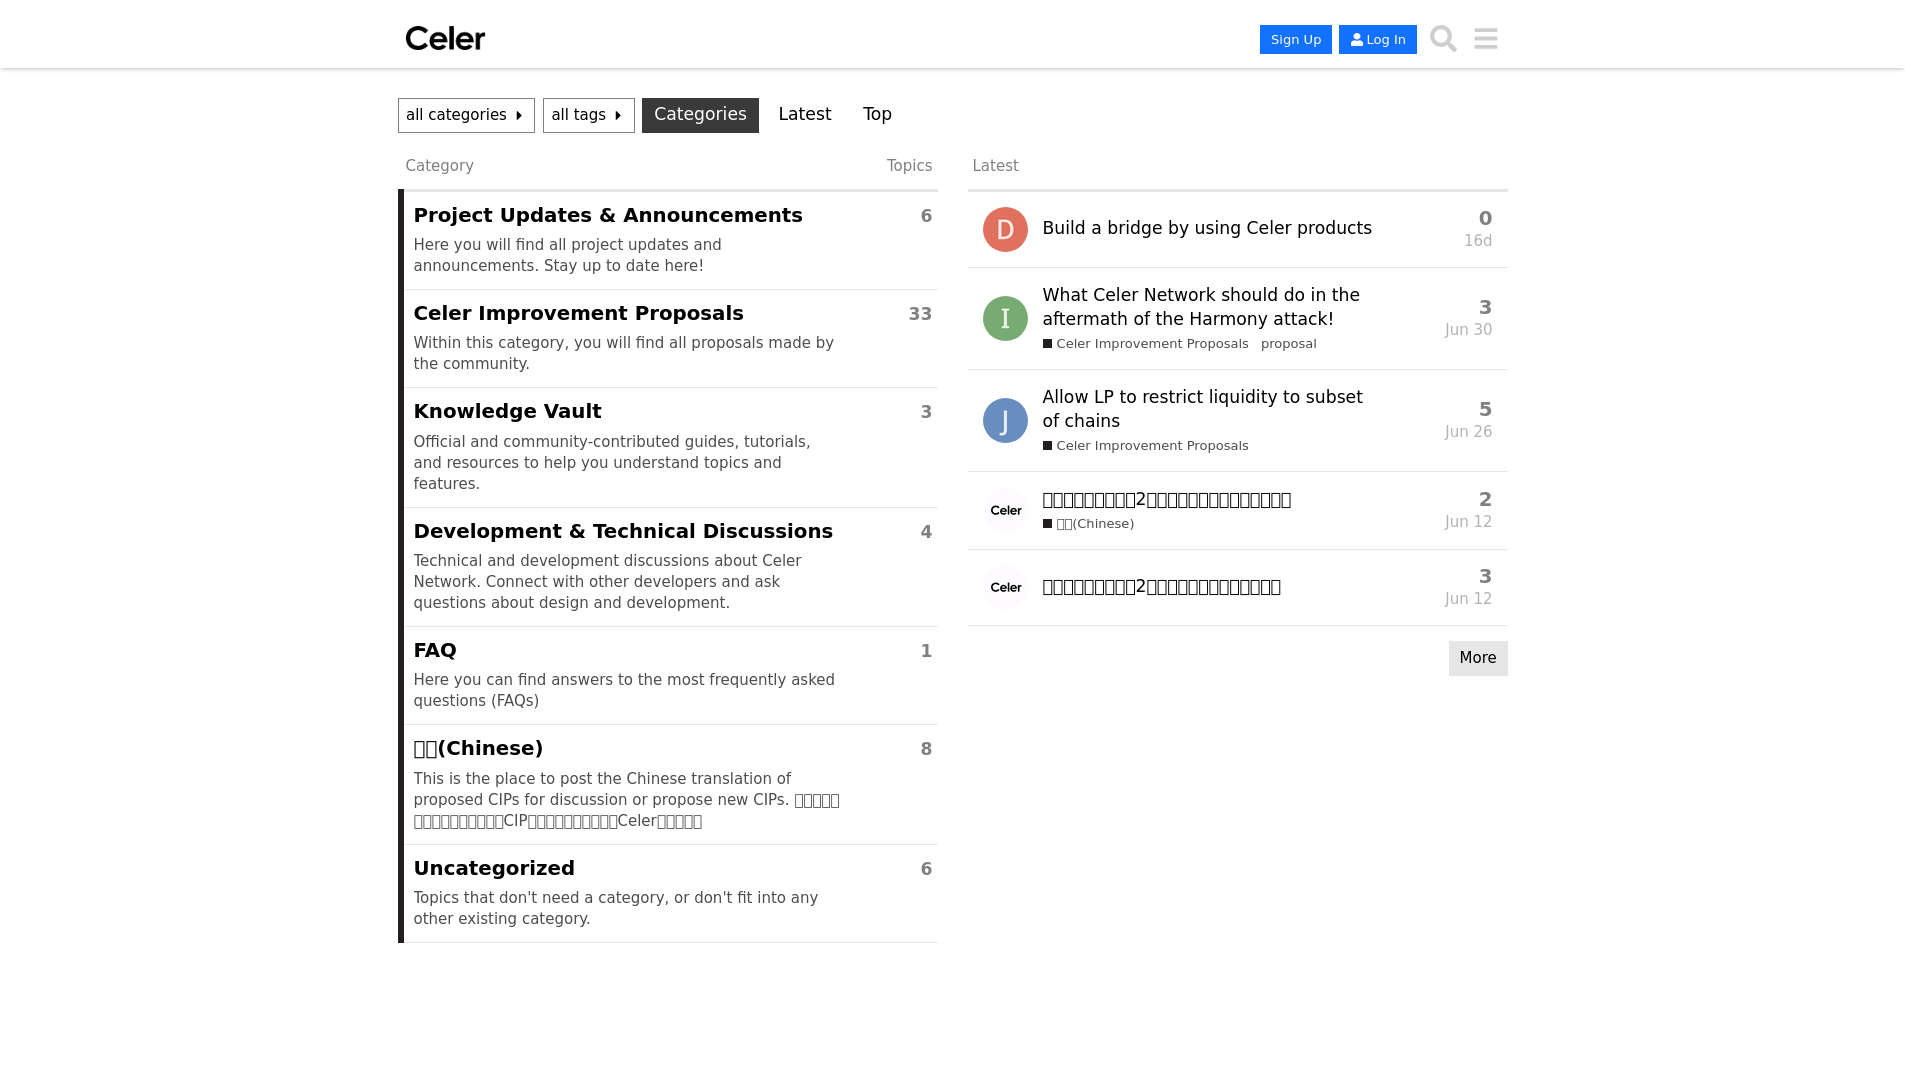 Celer
Sign Up
Log In
all categories
all tags
Categories
Latest
Top
Category
Topics
Project Updates & Announcements
6
Here you will find all project updates and
announcements. Stay up to date here!
Celer Improvement Proposals
33
Within this category, you will find all proposals made by
the community.
Knowledge Vault
3
Official and community-contributed guides, tutorials,
and resources to help you understand topics and
features.
Development & Technical Discussions
4
Technical and development discussions about Celer
Network. Connect with other developers and ask
questions about design and development.
FAQ
1
Here you can find answers to the most frequently asked
questions (FAQs)
(Chinese)
8
This is the place to post the Chinese translation of
proposed CIPs for discussion or propose new CIPs.
CIP Celer
Uncategorized
6
Topics that don't need a category, or don't fit into any
other existing category.
Latest
D
Build a bridge by using Celer products
0
16d
I
What Celer Network should do in the
aftermath of the Harmony attack!
Celer Improvement Proposals proposal
3
Jun 30
J
Allow LP to restrict liquidity to subset
of chains
Celer Improvement Proposals
5
Jun 26
Celer
2
(Chinese)
2
Jun 12
Celer
2
3
Jun 12
More